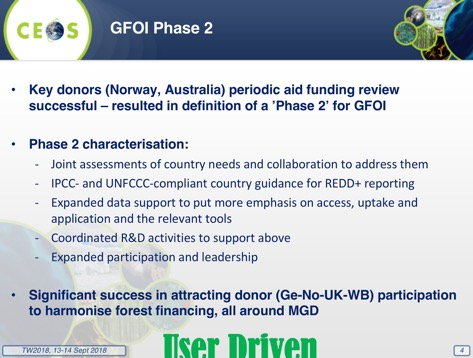 CEOS
GFOI Phase 2
• Key donors (Norway, Australia) periodic aid funding review
successful – resulted in definition of a 'Phase 2' for GFOI
• Phase 2 characterisation:
- Joint assessments of country needs and collaboration to address them
- IPCC- and UNFCCC-compliant country guidance for REDD+ reporting
- Expanded data support to put more emphasis on access, uptake and
application and the relevant tools
- Coordinated R&D activities to support above
- Expanded participation and leadership
• Significant success in attracting donor (Ge-No-UK-WB) participation
to harmonise forest financing, all around MGD
User Driven
TW2018, 13-14 Sept 2018
4